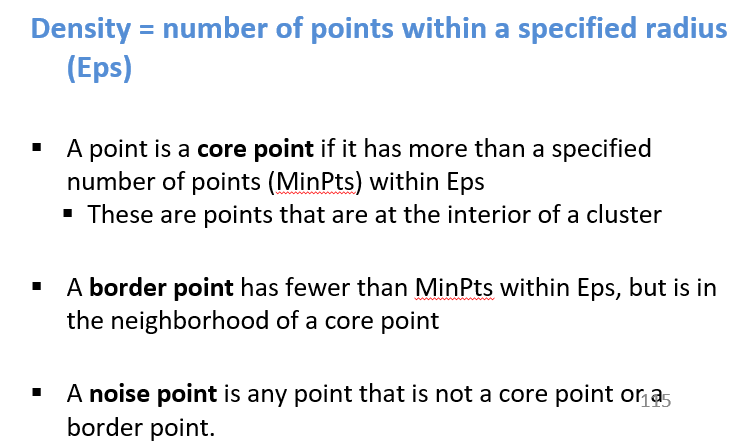 Density = number of points within a specified radius
(Eps)
▪ A point is a core point if it has more than a specified
number of points (MinPts) within Eps
▪ These are points that are at the interior of a cluster
▪ A border point has fewer than MinPts within Eps, but is in
the neighborhood of a core point
▪ A noise point is any point that is not a core point or a
115
border point.